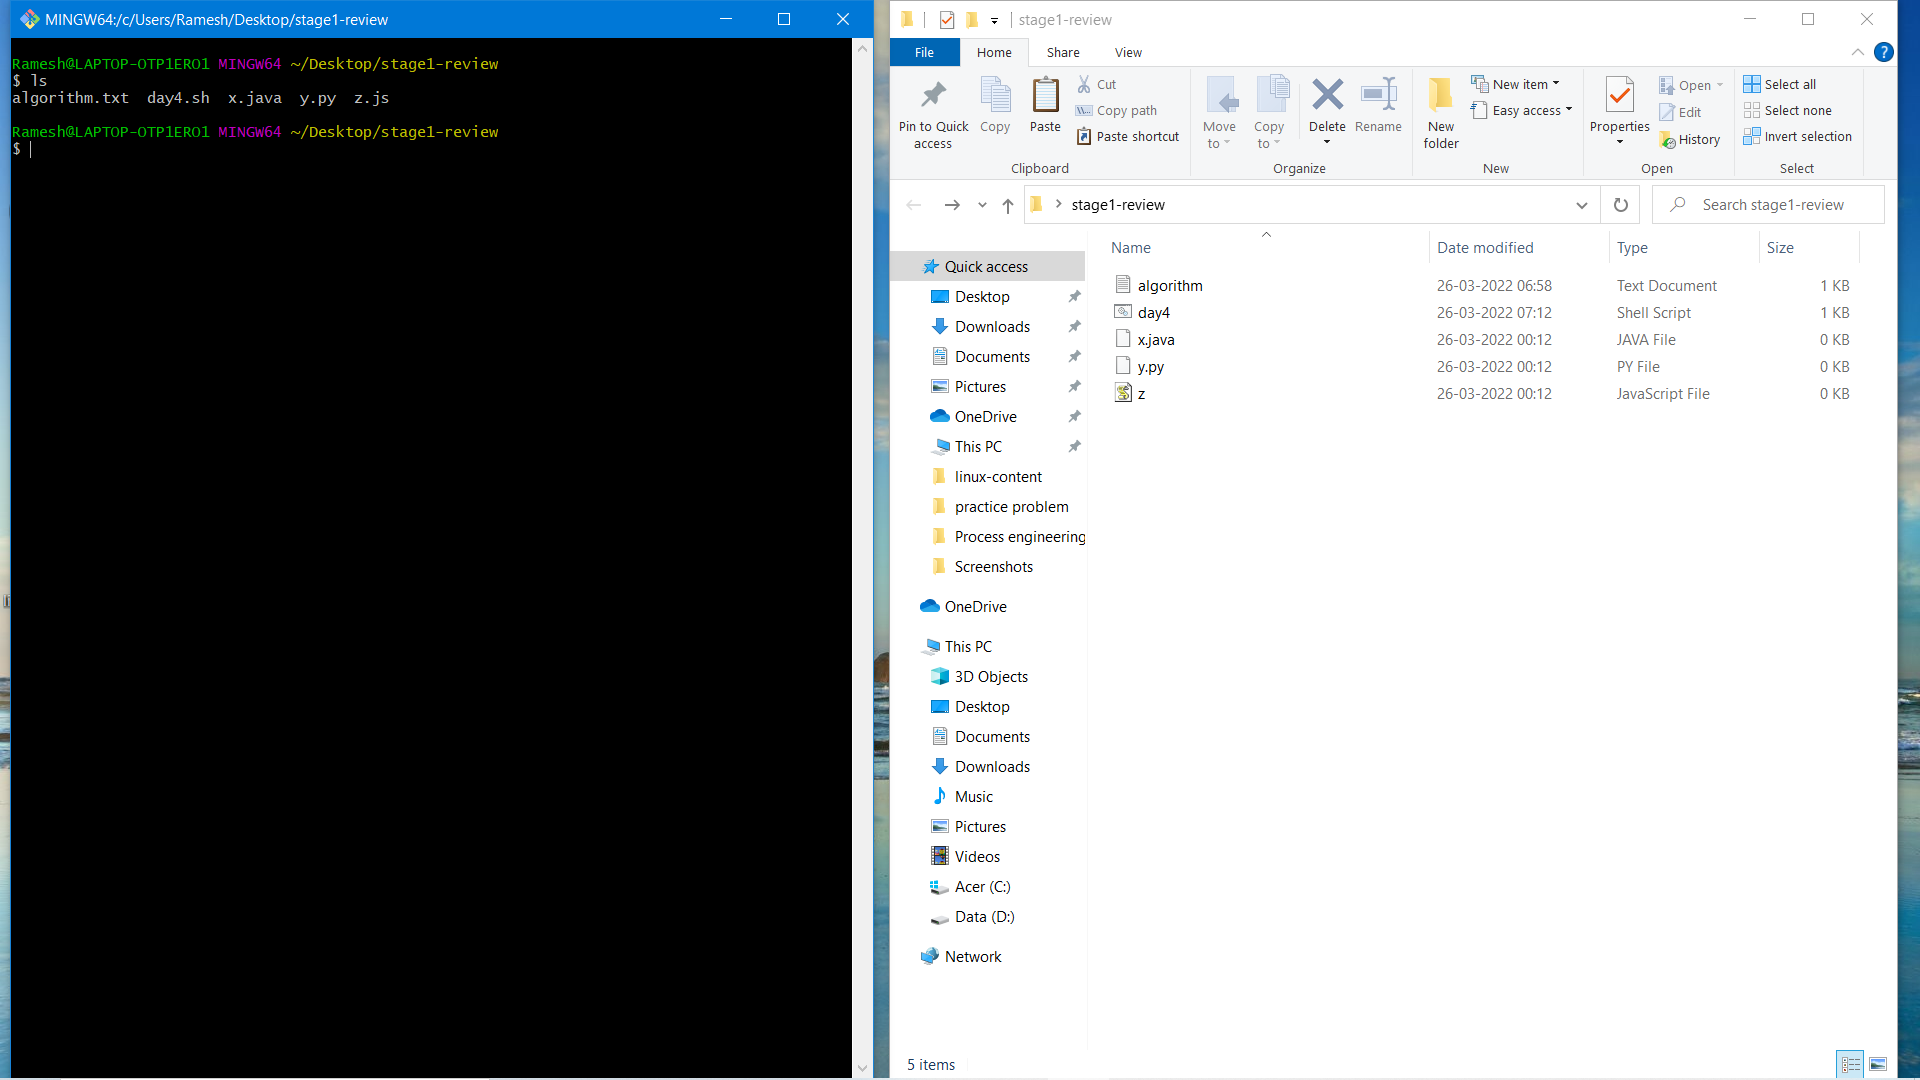 MINGW64:/c/Users/Ramesh/Desktop/stage1-review
Ramesh@LAPTOP-OTP1ERO1 MINGW64 ~/Desktop/stage1-review
$ ls
algorithm.txt  day4.sh  x.java  y.py  z.js
Ramesh@LAPTOP-OTP1ERO1 MINGW64 ~/Desktop/stage1-review
$
stage1-review
File Home Share View
Pin to Quick access
Copy
Paste
Cut
Copy path
Paste shortcut
Clipboard
Move to
Copy to
Delete
Rename
Organize
New folder
New item
Easy access
New
Properties
Open
Edit
History
Open
Select all
Select none
Invert selection
Select
stage1-review
Search stage1-review
Quick access
Desktop
Downloads
Documents
Pictures
OneDrive
This PC
linux-content
practice problem
Process engineering
Screenshots
OneDrive
This PC
3D Objects
Desktop
Documents
Downloads
Music
Pictures
Videos
Acer (C:)
Data (D:)
Network
Name Date modified Type Size
algorithm 26-03-2022 06:58 Text Document 1 KB
day4 26-03-2022 07:12 Shell Script 1 KB
x.java 26-03-2022 00:12 JAVA File 0 KB
y.py 26-03-2022 00:12 PY File 0 KB
z 26-03-2022 00:12 JavaScript File 0 KB
5 items